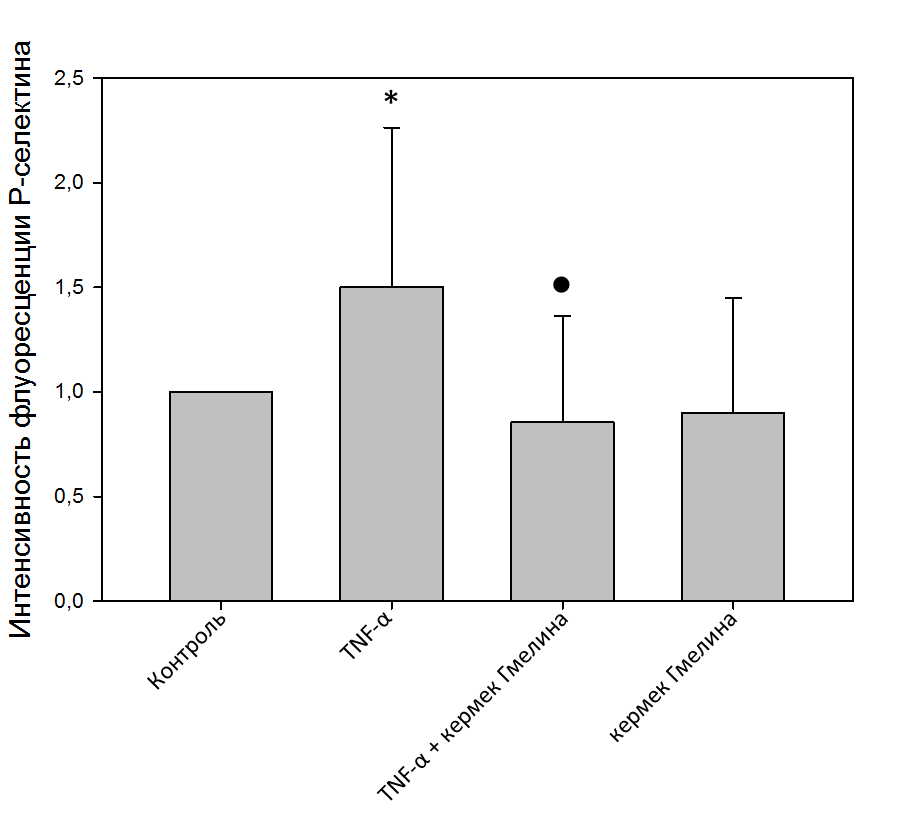 Интенсивность флуоресценции Р-селектина
2,5
2,0
1,5
1,0
0,5
0,0
*
●
Контроль
TNF-α
TNF-α + кермек Гмелина
кермек Гмелина